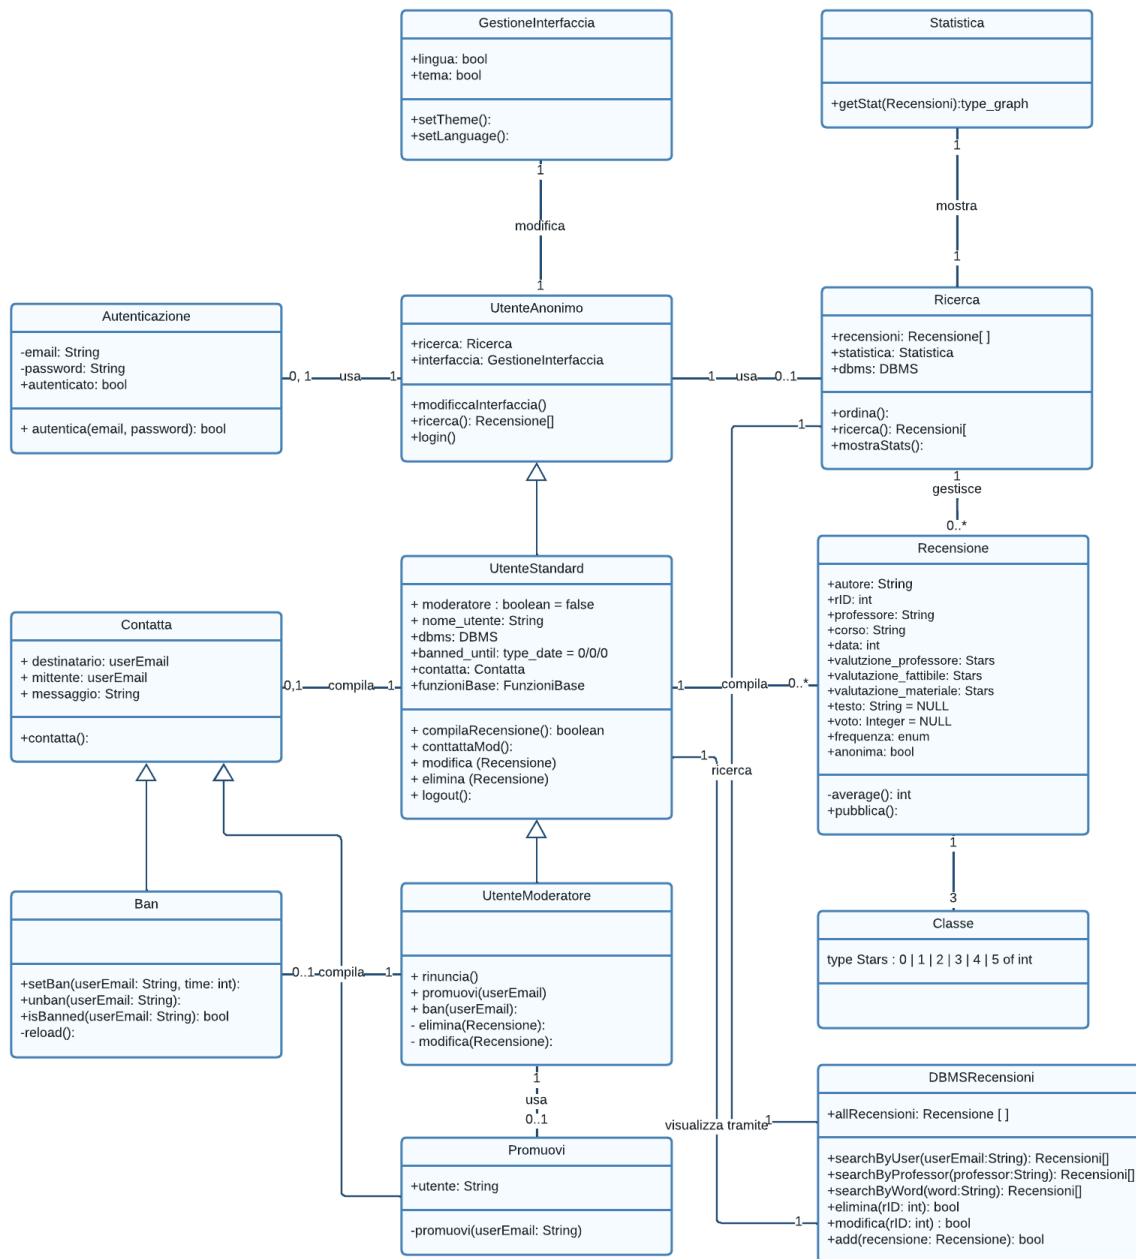 GestioneInterfaccia
+lingua: bool
+tema: bool
+setTheme():
+setLanguage():
Statistica
+getStat(Recensioni):type_graph
1
modifica
1
1
mostra
1
Autenticazione
-email: String
-password: String
+autenticato: bool
+ autentica(email, password): bool
0, 1
usa
1
UtenteAnonimo
+ricerca: Ricerca
+interfaccia: GestioneInterfaccia
+modificcaInterfaccia()
+ricerca(): Recensione[]
+login()
1
usa
0..1
Ricerca
+recensioni: Recensione[ ]
+statistica: Statistica
+dbms: DBMS
+ordina():
+ricerca(): Recensioni[
+mostraStats():
1
1
gestisce
0..*
Contatta
+ destinatario: userEmail
+ mittente: userEmail
+ messaggio: String
+contatta():
0,1
compila
1
UtenteStandard
+ moderatore : boolean = false
+ nome_utente: String
+dbms: DBMS
+banned_until: type_date = 0/0/0
+contatta: Contatta
+funzioniBase: FunzioniBase
+ compilaRecensione(): boolean
+ conttattaMod():
+ modifica (Recensione)
+ elimina (Recensione)
+ logout():
1
compila
0..*
1
ricerca
Recensione
+autore: String
+rID: int
+professore: String
+corso: String
+data: int
+valutzione_professore: Stars
+valutazione_fattibile: Stars
+valutazione_materiale: Stars
+testo: String = NULL
+voto: Integer = NULL
+frequenza: enum
+anonima: bool
-average(): int
+pubblica():
1
3
Classe
type Stars : 0 | 1 | 2 | 3 | 4 | 5 of int
Ban
+setBan(userEmail: String, time: int):
+unban(userEmail: String):
+isBanned(userEmail: String): bool
-reload():
0..1
compila
1
UtenteModeratore
+ rinuncia()
+ promuovi(userEmail)
+ ban(userEmail):
- elimina(Recensione):
- modifica(Recensione):
1
usa
0..1
Promuovi
+utente: String
-promuovi(userEmail: String)
visualizza tramite
1
1
DBMSRecensioni
+allRecensioni: Recensione [ ]
+searchByUser(userEmail:String): Recensioni[]
+searchByProfessor(professor:String): Recensioni[]
+searchByWord(word:String): Recensioni[]
+elimina(rID: int): bool
+modifica(rID: int) : bool
+add(recensione: Recensione): bool